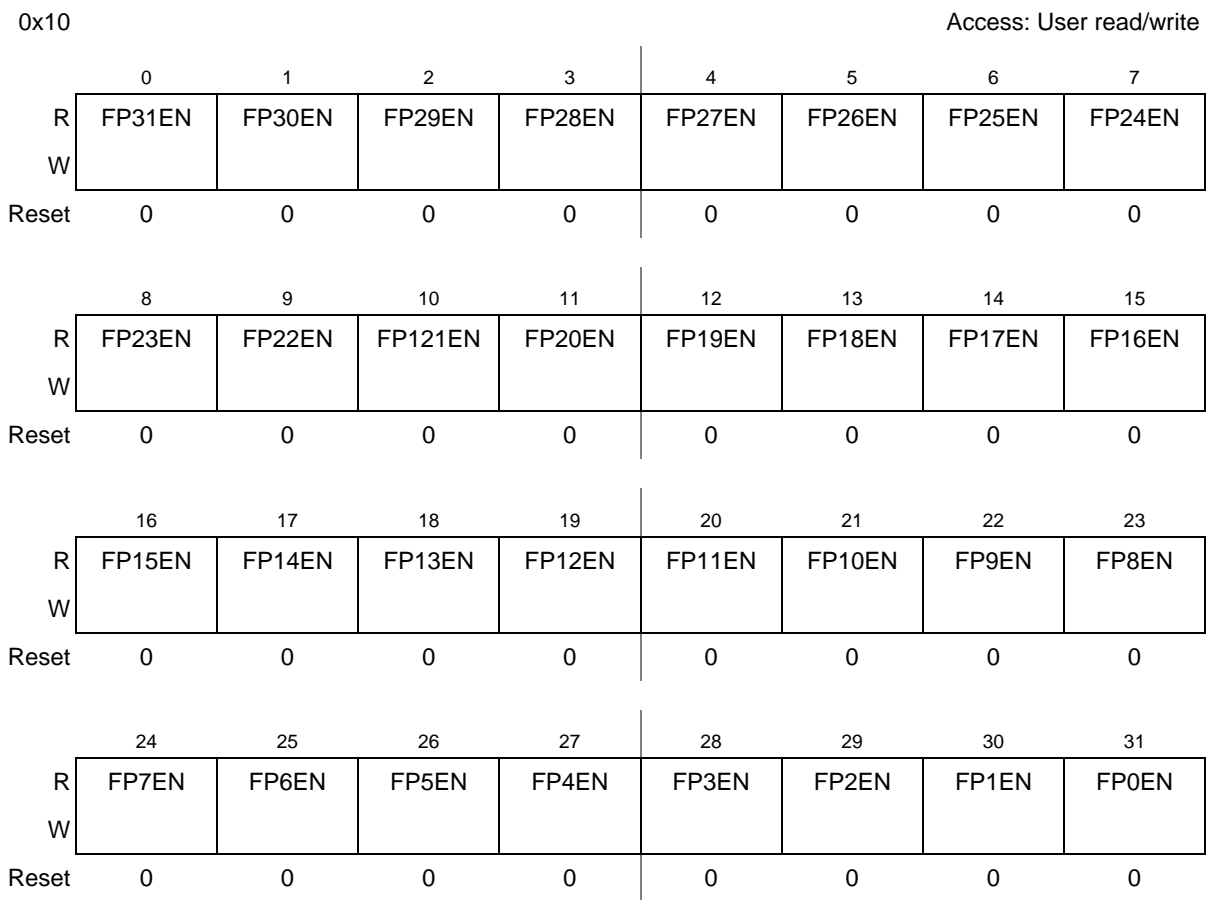 0x10 Access: User read/write
0 1 2 3 4 5 6 7
R FP31EN FP30EN FP29EN FP28EN FP27EN FP26EN FP25EN FP24EN
W
Reset 0 0 0 0 0 0 0 0
8 9 10 11 12 13 14 15
R FP23EN FP22EN FP121EN FP20EN FP19EN FP18EN FP17EN FP16EN
W
Reset 0 0 0 0 0 0 0 0
16 17 18 19 20 21 22 23
R FP15EN FP14EN FP13EN FP12EN FP11EN FP10EN FP9EN FP8EN
W
Reset 0 0 0 0 0 0 0 0
24 25 26 27 28 29 30 31
R FP7EN FP6EN FP5EN FP4EN FP3EN FP2EN FP1EN FP0EN
W
Reset 0 0 0 0 0 0 0 0